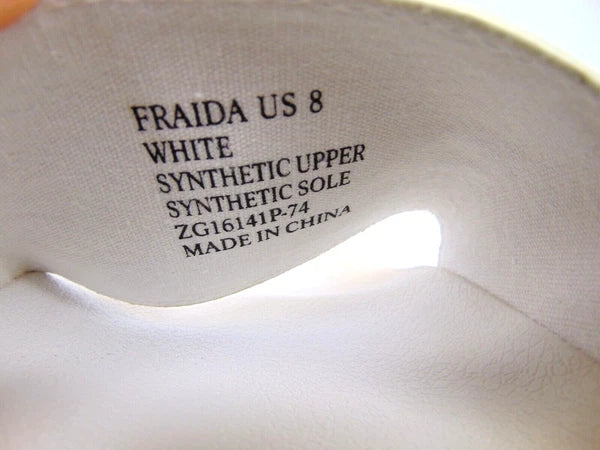 FRAIDA US 8
WHITE
SYNTHETIC UPPER
SYNTHETIC SOLE
ZG16141P-74
MADE IN CHINA